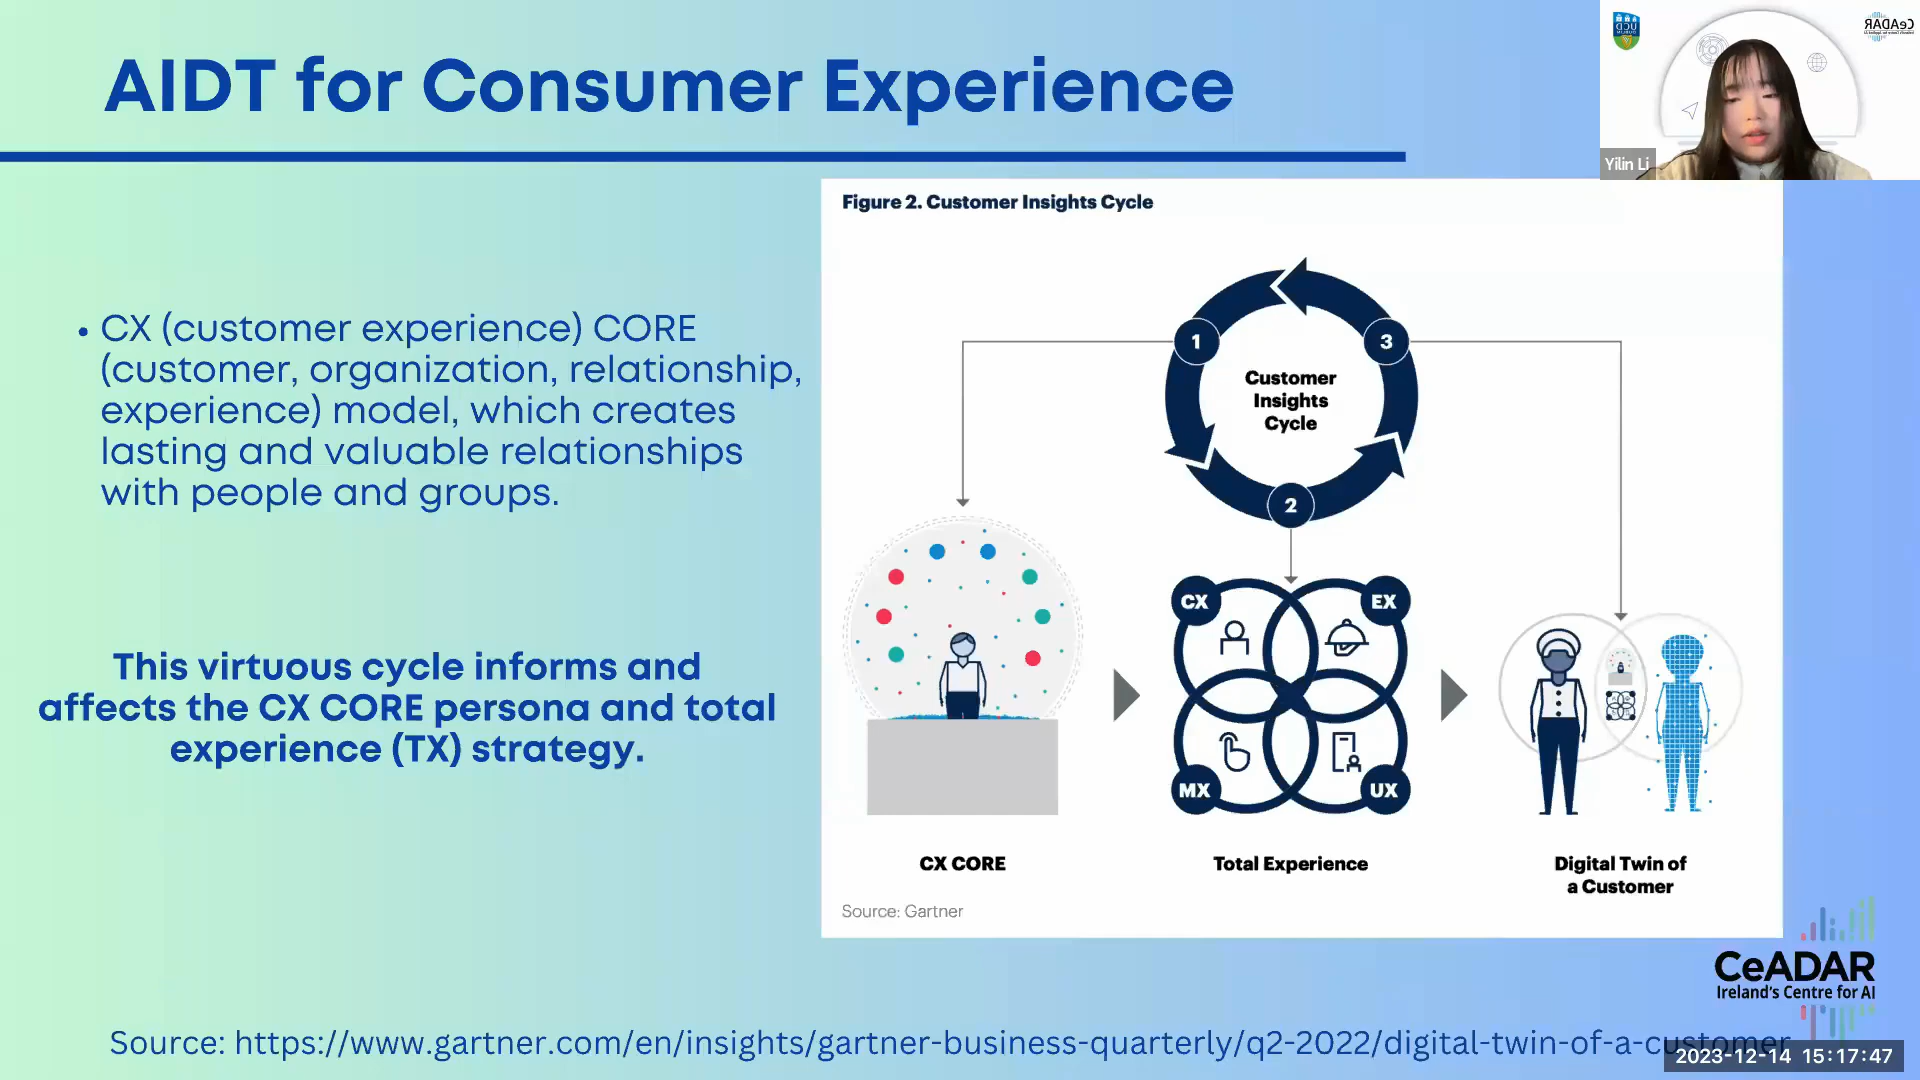 AIDT for Consumer Experience
UCD
DUBLIN
CeADAR
Yilin Li
• CX (customer experience) CORE
(customer, organization, relationship,
experience) model, which creates
lasting and valuable relationships
with people and groups.
This virtuous cycle informs and
affects the CX CORE persona and total
experience (TX) strategy.
Figure 2. Customer Insights Cycle
1
3
Customer
Insights
Cycle
2
CX
EX
MX
UX
CX CORE
Total Experience
Digital Twin of
a Customer
Source: Gartner
CeADAR
Ireland's Centre for AI
Source: https://www.gartner.com/en/insights/gartner-business-quarterly/q2-2022/digital-twin-of-a-customer
2023-12-14 15:17:47